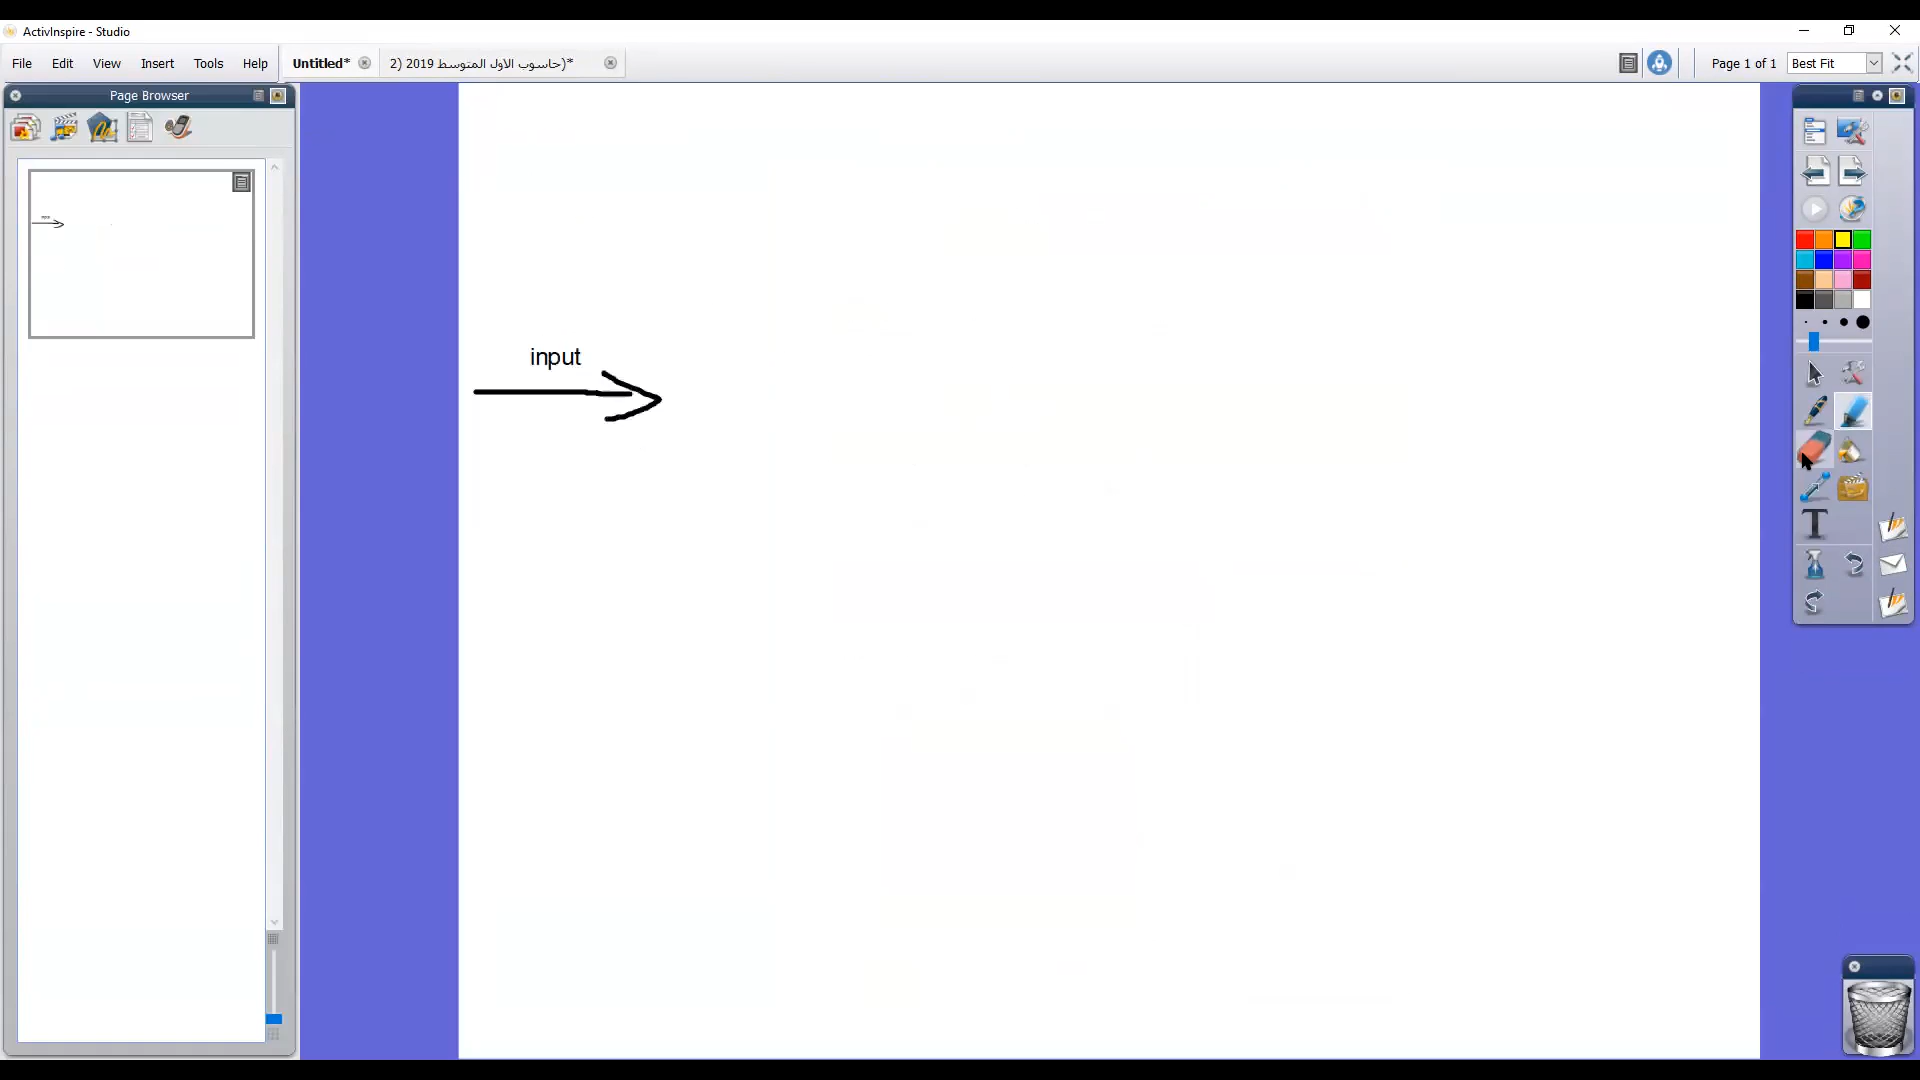 ActivInspire - Studio
File Edit View Insert Tools Help
Untitled*
2) 2019 حاسوب الاول المتوسط)*
Page 1 of 1
Best Fit
Page Browser
input
T